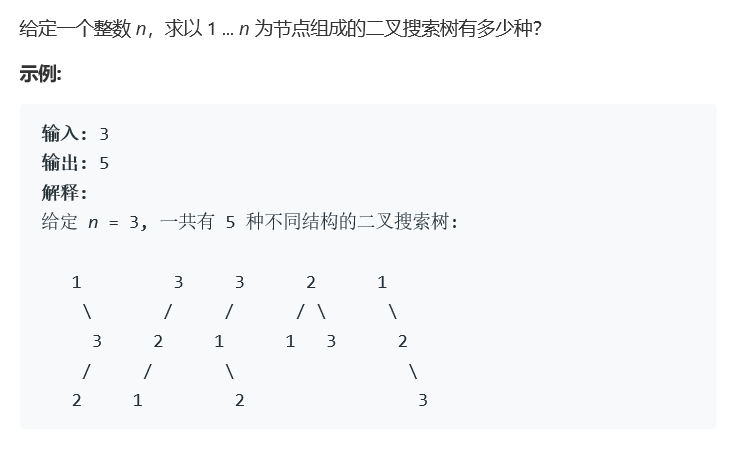 给定一个整数 n，求以 1 ... n 为节点组成的二叉搜索树有多少种？
示例:
输入: 3
输出: 5
解释:
给定 n = 3, 一共有 5 种不同结构的二叉搜索树:
1 3 3 2 1
\ / / / \ \
3 2 1 1 3 2
/ / \ \
2 1 2 3